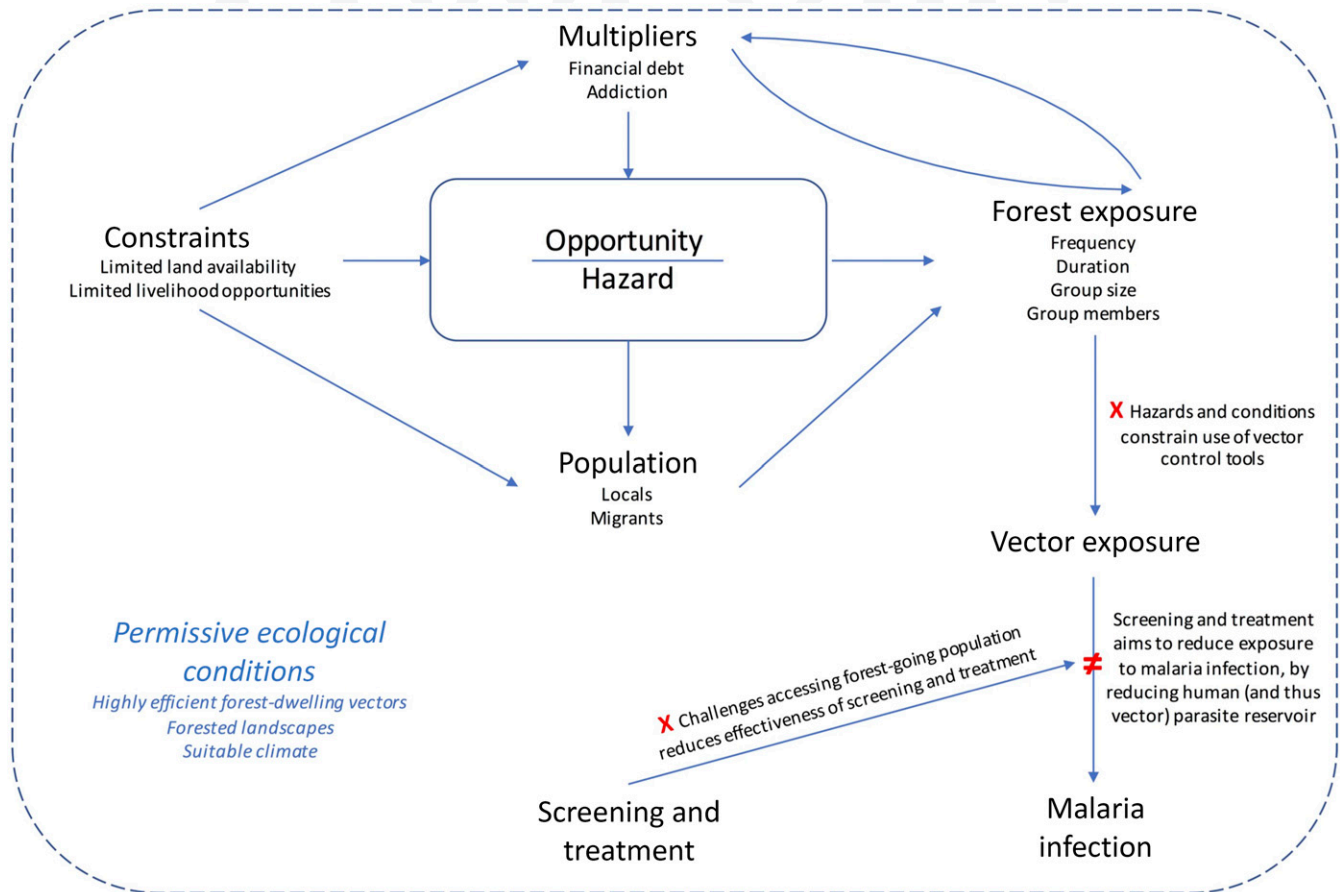 Multipliers
Financial debt
Addiction
Constraints
Limited land availability
Limited livelihood opportunities
Opportunity
Hazard
Forest exposure
Frequency
Duration
Group size
Group members
X Hazards and conditions
constrain use of vector
control tools
Population
Locals
Migrants
Vector exposure
Permissive ecological
conditions
Highly efficient forest-dwelling vectors
Forested landscapes
Suitable climate
X Challenges accessing forest-going population
reduces effectiveness of screening and treatment
≠
Screening and treatment
aims to reduce exposure
to malaria infection, by
reducing human (and thus
vector) parasite reservoir
Screening and
treatment
Malaria
infection